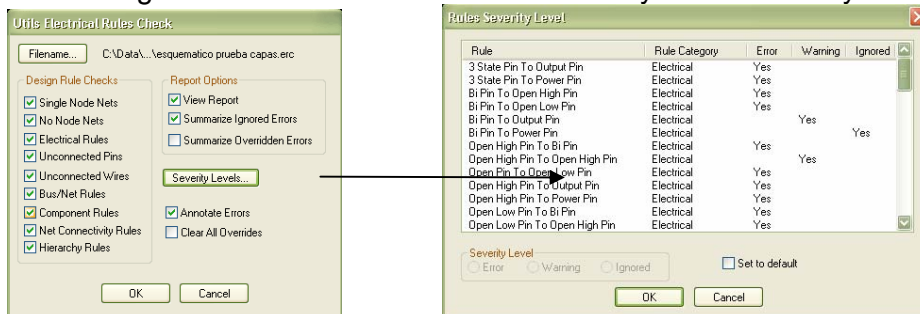 Utils Electrical Rules Check
Filename... C:\Data\...\esquematico prueba capas.erc
Design Rule Checks
Single Node Nets
No Node Nets
Electrical Rules
Unconnected Pins
Unconnected Wires
Bus/Net Rules
Component Rules
Net Connectivity Rules
Hierarchy Rules
Report Options
View Report
Summarize Ignored Errors
Summarize Overridden Errors
Severity Levels...
Annotate Errors
Clear All Overrides
OK Cancel
Rules Severity Level
Rule Rule Category Error Warning Ignored
3 State Pin To Output Pin Electrical Yes
3 State Pin To Power Pin Electrical Yes
Bi Pin To Open High Pin Electrical Yes
Bi Pin To Open Low Pin Electrical Yes
Bi Pin To Output Pin Electrical Yes
Bi Pin To Power Pin Electrical Yes
Open High Pin To Bi Pin Electrical Yes
Open High Pin To Open High Pin Electrical Yes
Open Pin To Open Low Pin Electrical Yes
Open High Pin To Output Pin Electrical Yes
Open High Pin To Power Pin Electrical Yes
Open Low Pin To Bi Pin Electrical Yes
Open Low Pin To Open High Pin Electrical Yes
Severity Level
Error Warning Ignored
Set to default
OK Cancel